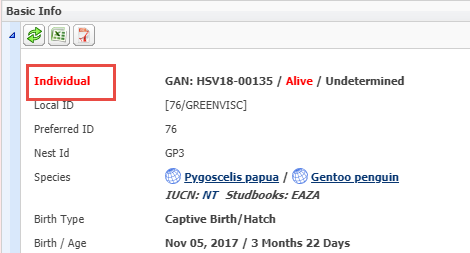 Basic Info
Individual GAN: HSV18-00135 / Alive / Undetermined
Local ID [76/GREENVISC]
Preferred ID 76
Nest Id GP3
Species Pygoscelis papua / Gentoo penguin
IUCN: NT Studbooks: EAZA
Birth Type Captive Birth/Hatch
Birth / Age Nov 05, 2017 / 3 Months 22 Days